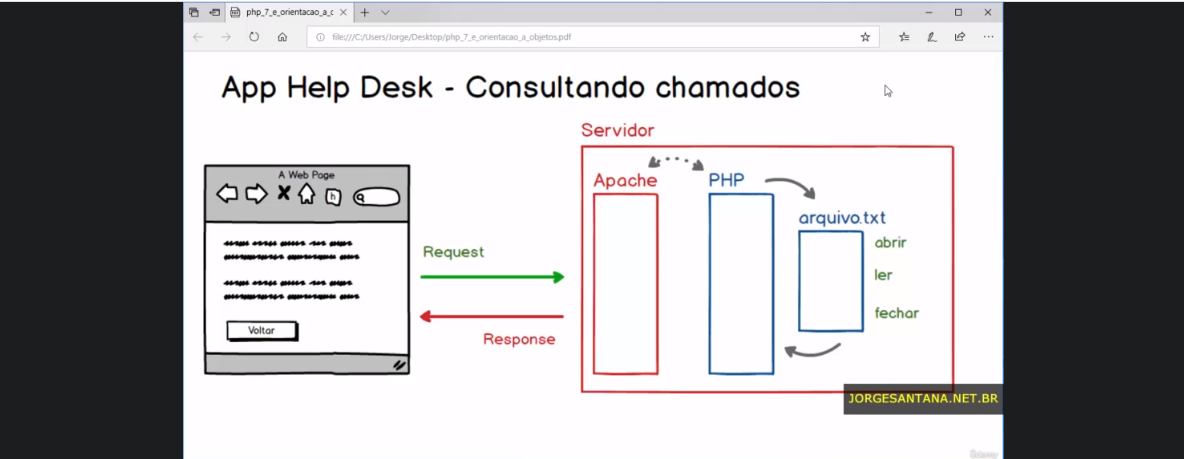 php_7_e_orientacao_a_c
file:///C:/Users/Jorge/Desktop/php_7_e_orientacao_a_objetos.pdf
App Help Desk - Consultando chamados
Servidor
A Web Page
h
Apache
PHP
arquivo.txt
abrir
ler
fechar
Request
Response
Voltar
JORGESANTANA.NET.BR
Udemy